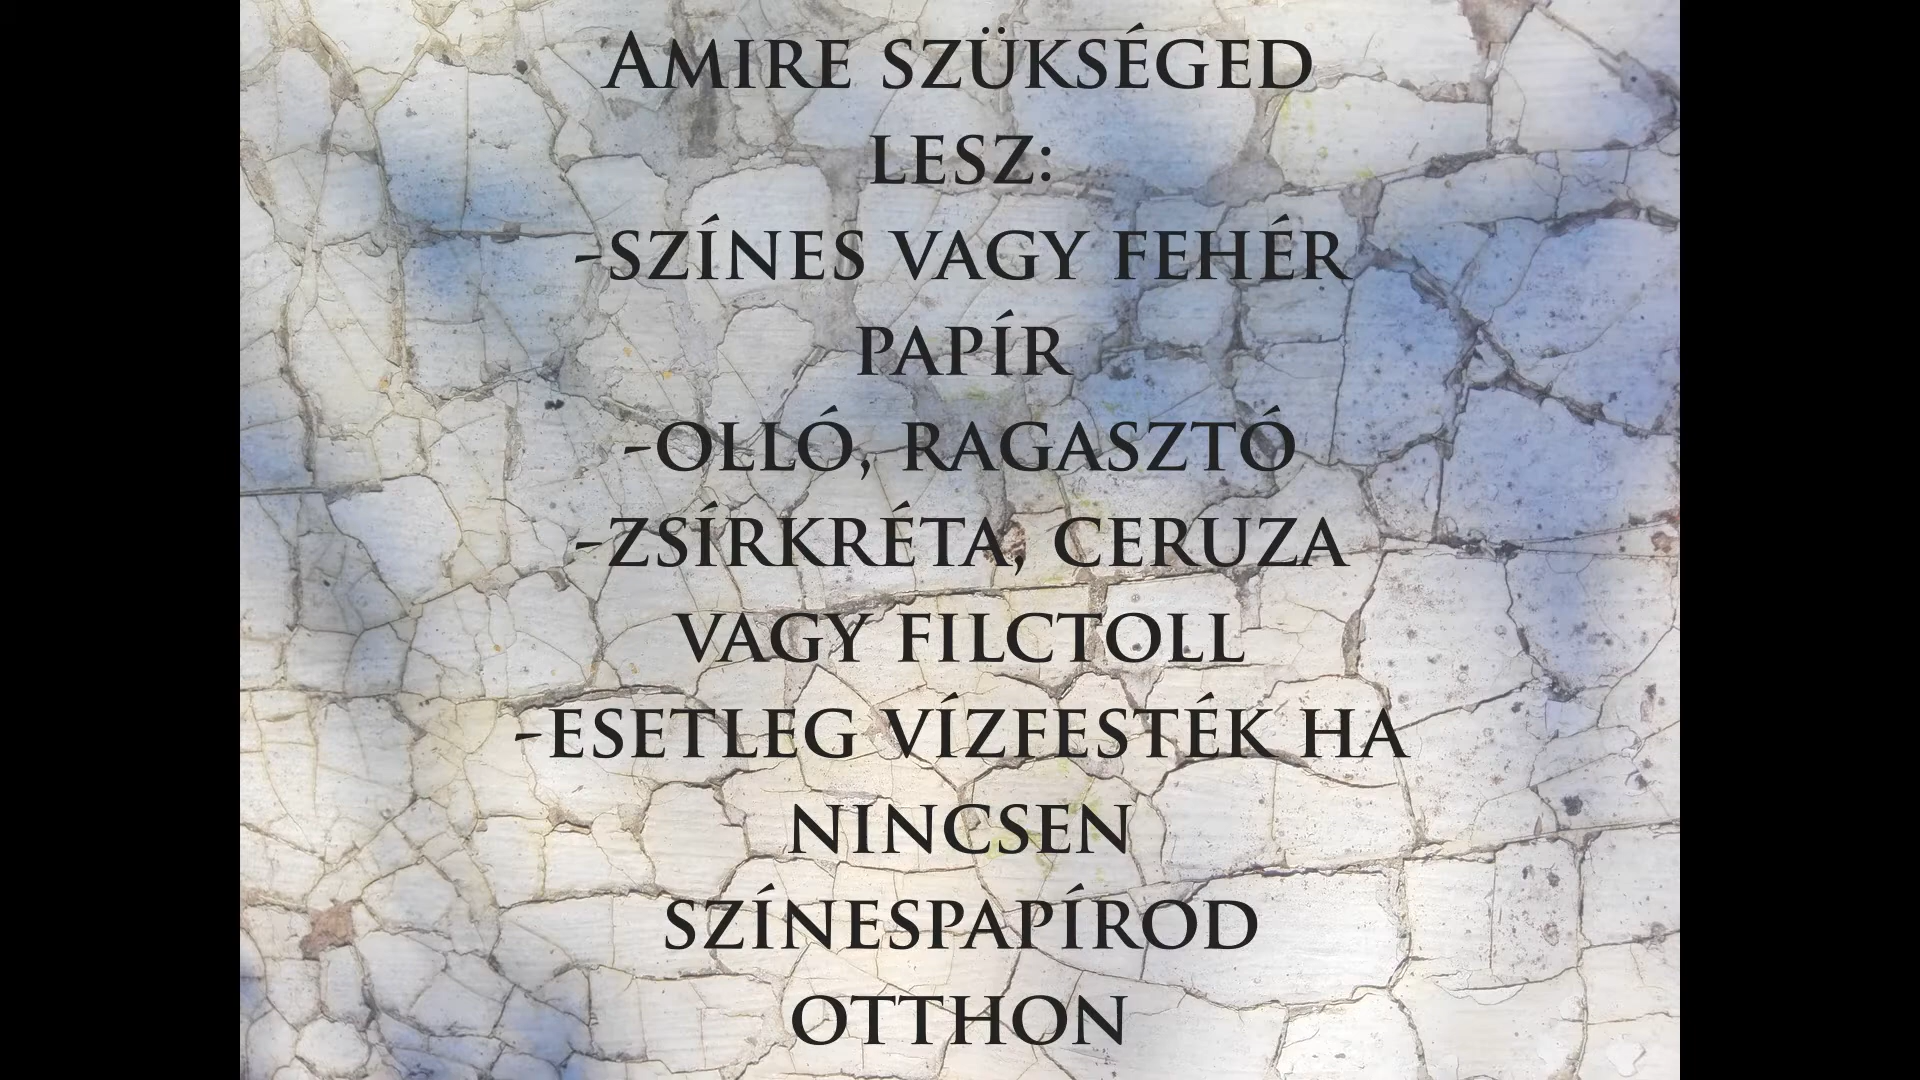 Amire szükséged
lesz:
-színes vagy fehér
papír
-olló, ragasztó
-zsírkréta, ceruza
vagy filctoll
-esetleg vízfesték ha
nincsen
színespapírod
otthon